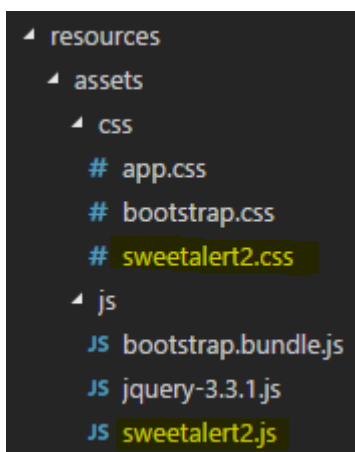 resources
assets
css
# app.css
# bootstrap.css
# sweetalert2.css
js
JS bootstrap.bundle.js
JS jquery-3.3.1.js
JS sweetalert2.js